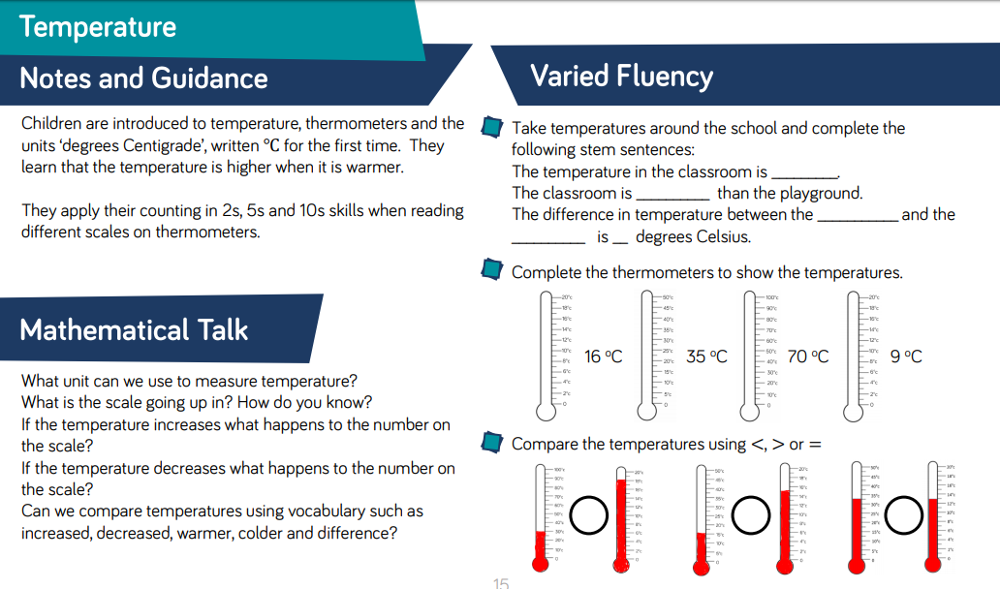 Temperature
Notes and Guidance
Children are introduced to temperature, thermometers and the
units ‘degrees Centigrade’, written °C for the first time. They
learn that the temperature is higher when it is warmer.
They apply their counting in 2s, 5s and 10s skills when reading
different scales on thermometers.
Mathematical Talk
What unit can we use to measure temperature?
What is the scale going up in? How do you know?
If the temperature increases what happens to the number on
the scale?
If the temperature decreases what happens to the number on
the scale?
Can we compare temperatures using vocabulary such as
increased, decreased, warmer, colder and difference?
Varied Fluency
Take temperatures around the school and complete the
following stem sentences:
The temperature in the classroom is _________.
The classroom is __________ than the playground.
The difference in temperature between the ___________ and the
__________ is __ degrees Celsius.
Complete the thermometers to show the temperatures.
20°c
18°c
16°c
14°c
12°c
10°c
8°c
6°c
4°c
2°c
0
16 °C
50°c
45°c
40°c
35°c
30°c
25°c
20°c
15°c
10°c
5°c
0
35 °C
100°c
90°c
80°c
70°c
60°c
50°c
40°c
30°c
20°c
10°c
0
70 °C
20°c
18°c
16°c
14°c
12°c
10°c
8°c
6°c
4°c
2°c
0
9 °C
Compare the temperatures using <, > or =
15